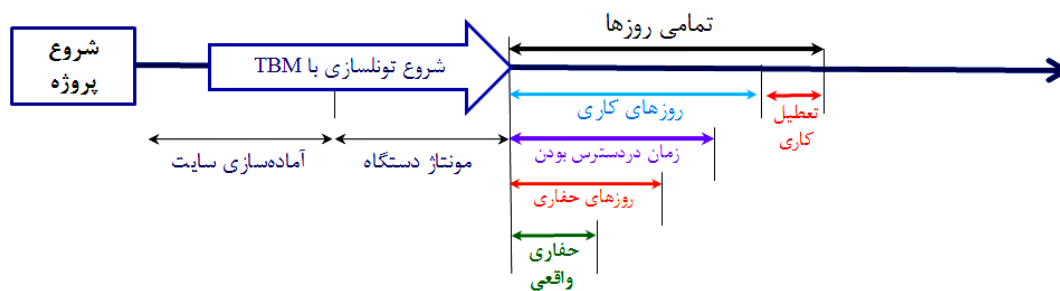 شروع
پروژه
شروع تونلسازی با TBM
تمامی روزها
روزهای کاری
تعطیل
کاری
آماده‌سازی سایت
مونتاژ دستگاه
زمان دردسترس بودن
روزهای حفاری
حفاری
واقعی